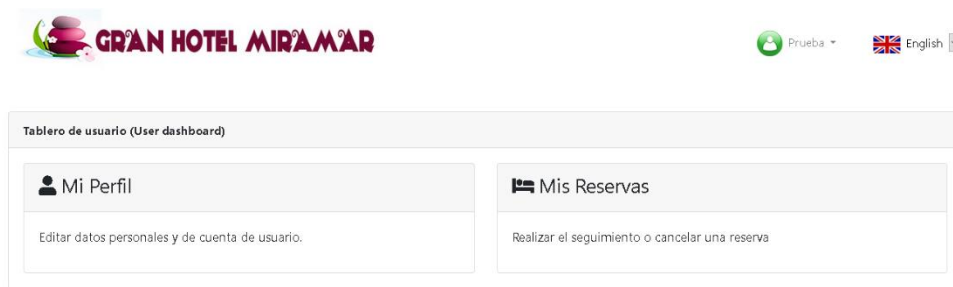 GRAN HOTEL MIRAMAR
Prueba
English
Tablero de usuario (User dashboard)
Mi Perfil
Mis Reservas
Editar datos personales y de cuenta de usuario.
Realizar el seguimiento o cancelar una reserva